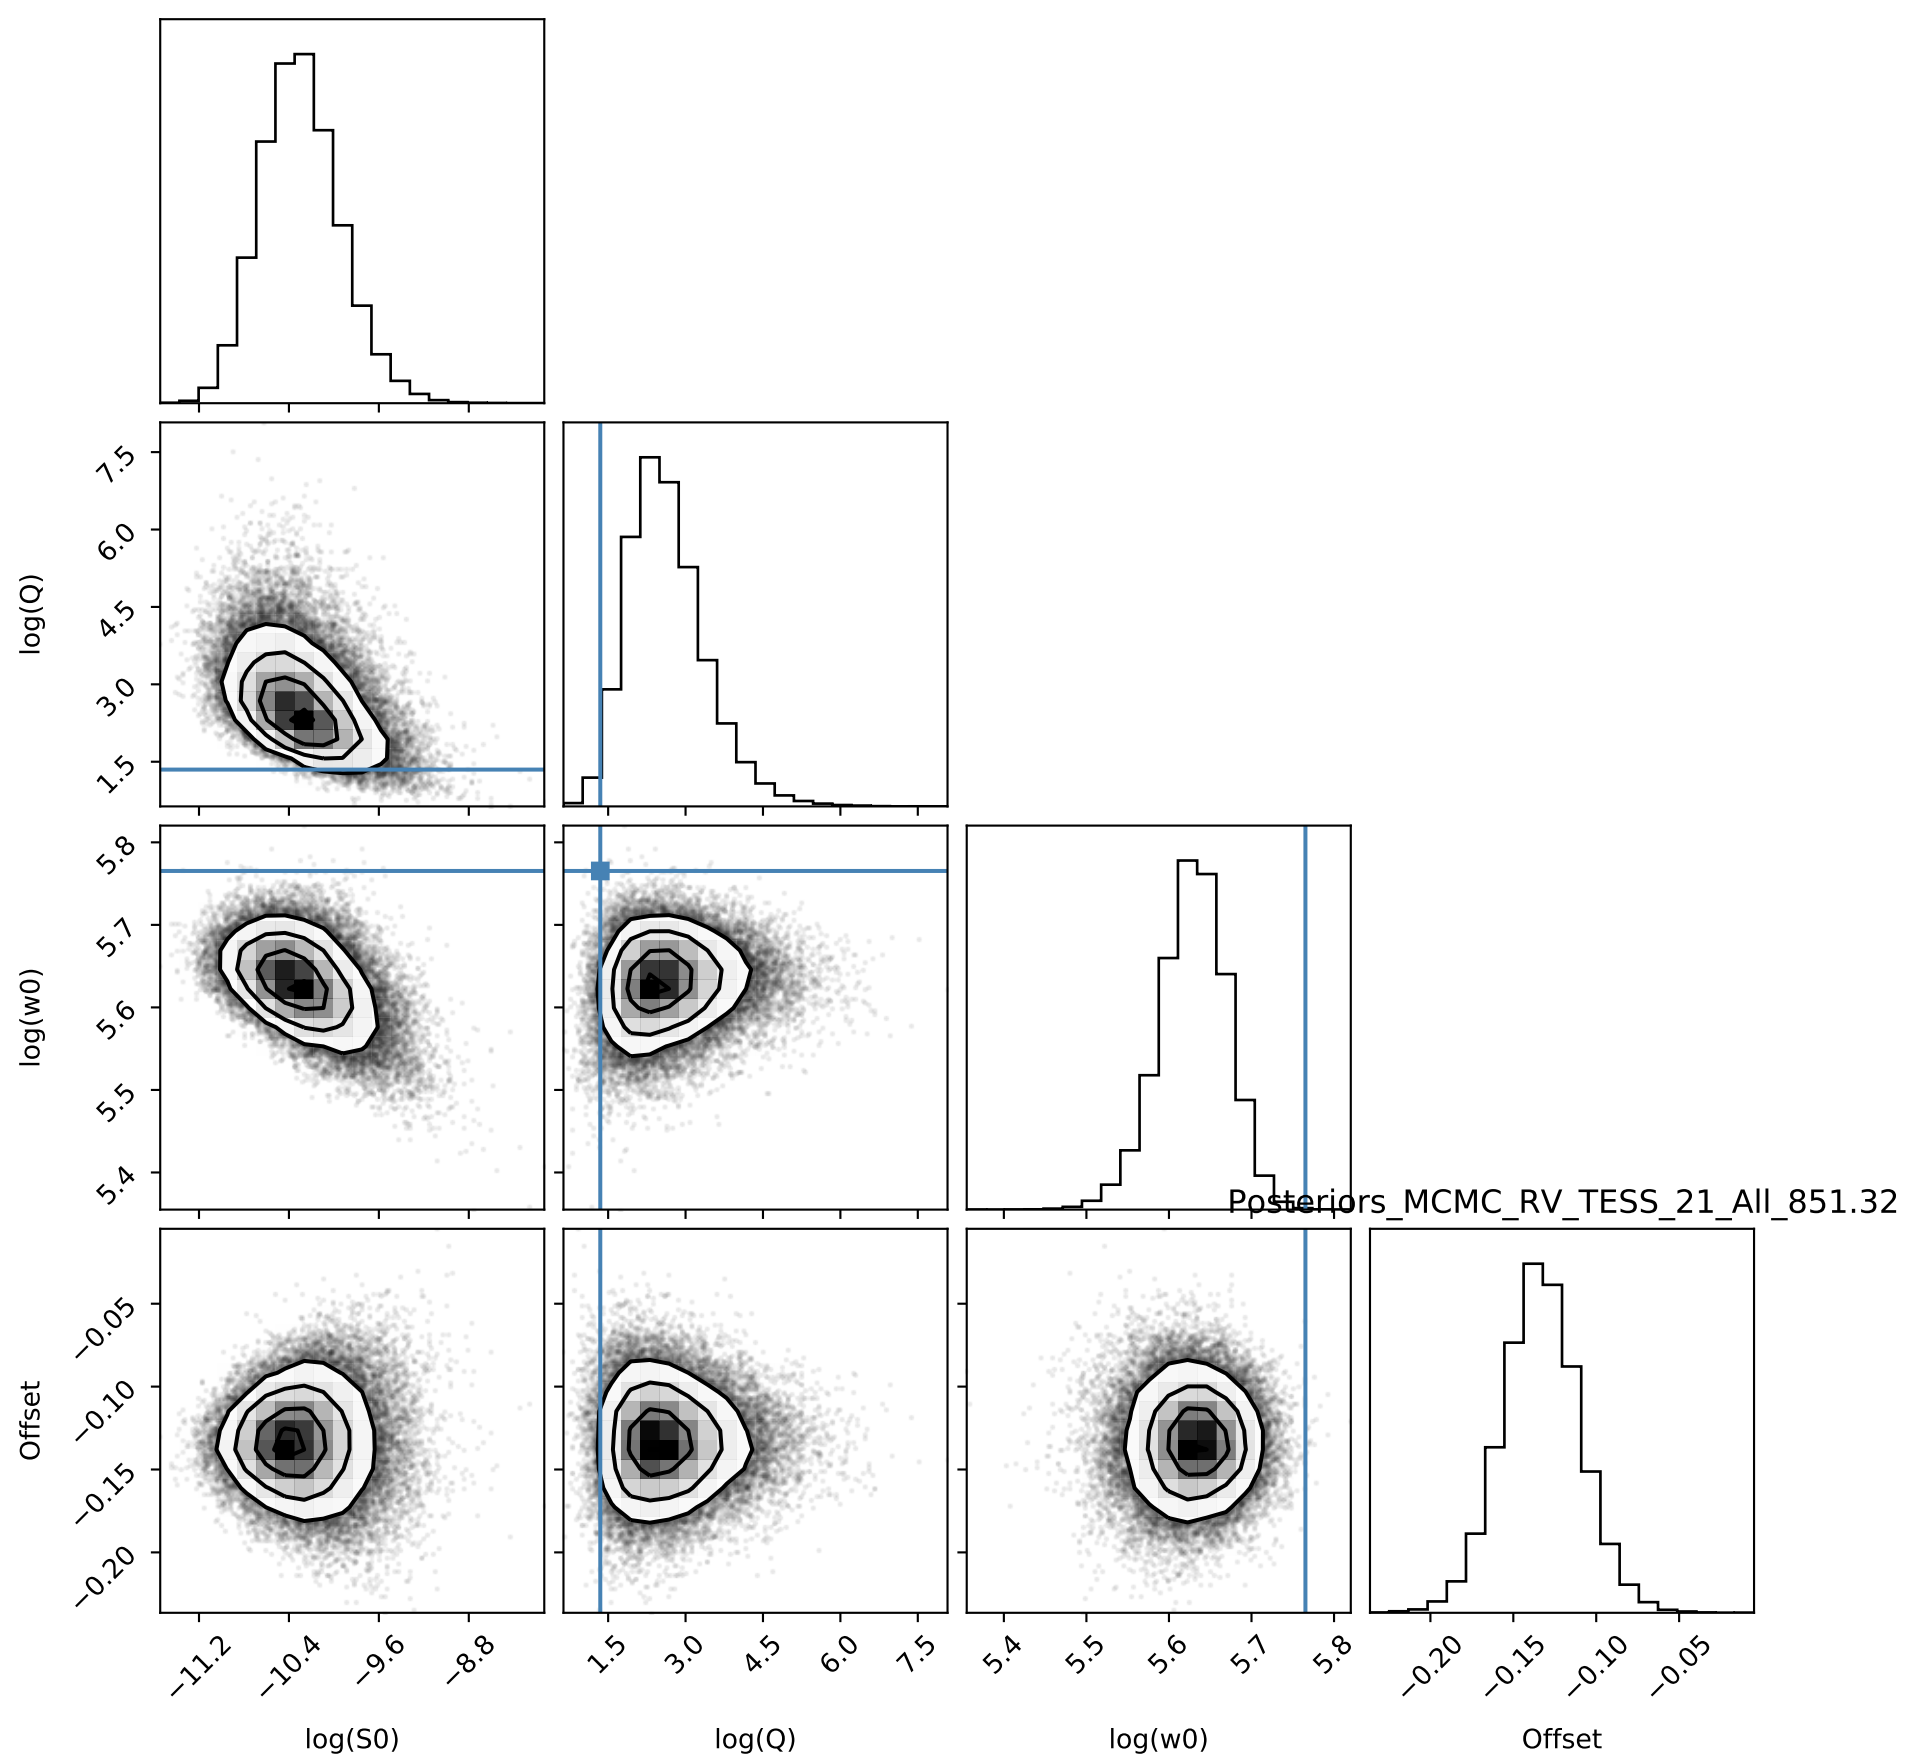 log(Q)
7.5
6.0
4.5
3.0
1.5
log(w0)
5.8
5.7
5.6
5.5
5.4
Posteriors_MCMC_RV_TESS_21_All_851.32
Offset
−0.05
−0.10
−0.15
−0.20
−11.2 −10.4 −9.6 −8.8
1.5 3.0 4.5 6.0 7.5
5.4 5.5 5.6 5.7 5.8
−0.20 −0.15 −0.10 −0.05
log(S0) log(Q) log(w0) Offset